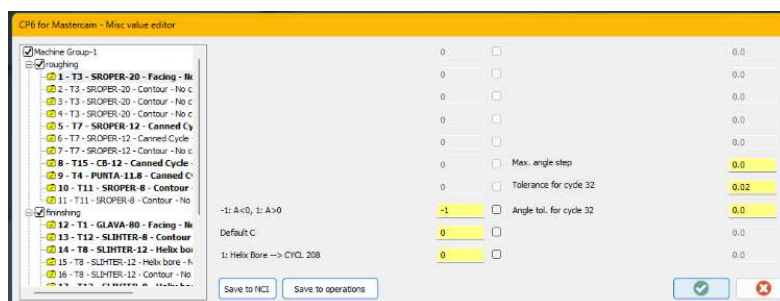 CP6 for Mastercam - Misc value editor
Machine Group-1
roughing
1 - T3 - SROPER-20 - Facing - No
2 - T3 - SROPER-20 - Contour - No c
3 - T3 - SROPER-20 - Contour - No c
4 - T3 - SROPER-20 - Contour - No c
5 - T7 - SROPER-12 - Canned Cy
6 - T7 - SROPER-12 - Canned Cycle -
7 - T7 - SROPER-12 - Canned Cycle -
8 - T15 - CB-12 - Canned Cycle -
9 - T4 - PUNTA-11.8 - Canned Cy
10 - T11 - SROPER-8 - Contour -
11 - T11 - SROPER-8 - Contour - No
fininshing
12 - T1 - GLAVA-80 - Facing - No
13 - T12 - SLIHTER-8 - Contour
14 - T8 - SLIHTER-12 - Helix bor
15 - T8 - SLIHTER-12 - Helix bore - N
16 - T8 - SLIHTER-12 - Contour - No
0 0.0
0 0.0
0 0.0
0 0.0
0 0.0
0 Max. angle step 0.0
0 Tolerance for cycle 32 0.02
-1: A<0, 1: A>0 -1 Angle tol. for cycle 32 0.0
Default C 0 0.0
1: Helix Bore --> CYCL 208 0 0.0
Save to NCI Save to operations